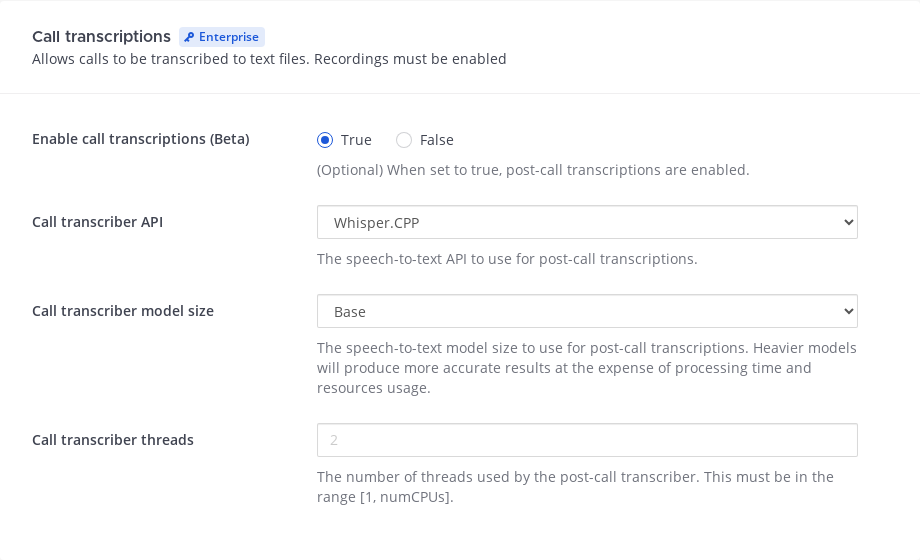 Call transcriptions Enterprise
Allows calls to be transcribed to text files. Recordings must be enabled
Enable call transcriptions (Beta)
True False
(Optional) When set to true, post-call transcriptions are enabled.
Call transcriber API
Whisper.CPP
The speech-to-text API to use for post-call transcriptions.
Call transcriber model size
Base
The speech-to-text model size to use for post-call transcriptions. Heavier models
will produce more accurate results at the expense of processing time and
resources usage.
Call transcriber threads
2
The number of threads used by the post-call transcriber. This must be in the
range [1, numCPUs].